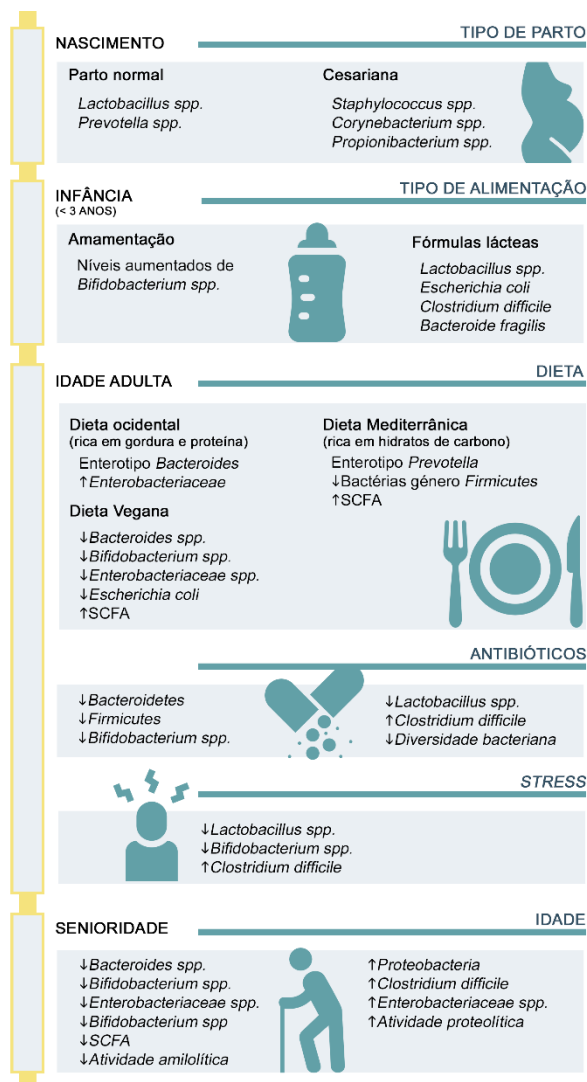 TIPO DE PARTO
NASCIMENTO
Parto normal
Lactobacillus spp.
Prevotella spp.
Cesariana
Staphylococcus spp.
Corynebacterium spp.
Propionibacterium spp.
TIPO DE ALIMENTAÇÃO
INFÂNCIA
(< 3 ANOS)
Amamentação
Níveis aumentados de
Bifidobacterium spp.
Fórmulas lácteas
Lactobacillus spp.
Escherichia coli
Clostridium difficile
Bacteroide fragilis
DIETA
IDADE ADULTA
Dieta ocidental
(rica em gordura e proteína)
Enterotipo Bacteroides
↑Enterobacteriaceae
Dieta Vegana
↓Bacteroides spp.
↓Bifidobacterium spp.
↓Enterobacteriaceae spp.
↓Escherichia coli
↑SCFA
Dieta Mediterrânica
(rica em hidratos de carbono)
Enterotipo Prevotella
↓Bactérias género Firmicutes
↑SCFA
ANTIBIÓTICOS
↓Bacteroidetes
↓Firmicutes
↓Bifidobacterium spp.
↓Lactobacillus spp.
↑Clostridium difficile
↓Diversidade bacteriana
STRESS
↓Lactobacillus spp.
↓Bifidobacterium spp.
↑Clostridium difficile
IDADE
SENIORIDADE
↓Bacteroides spp.
↓Bifidobacterium spp.
↓Enterobacteriaceae spp.
↓Bifidobacterium spp
↓SCFA
↓Atividade amilolítica
↑Proteobacteria
↑Clostridium difficile
↑Enterobacteriaceae spp.
↑Atividade proteolítica